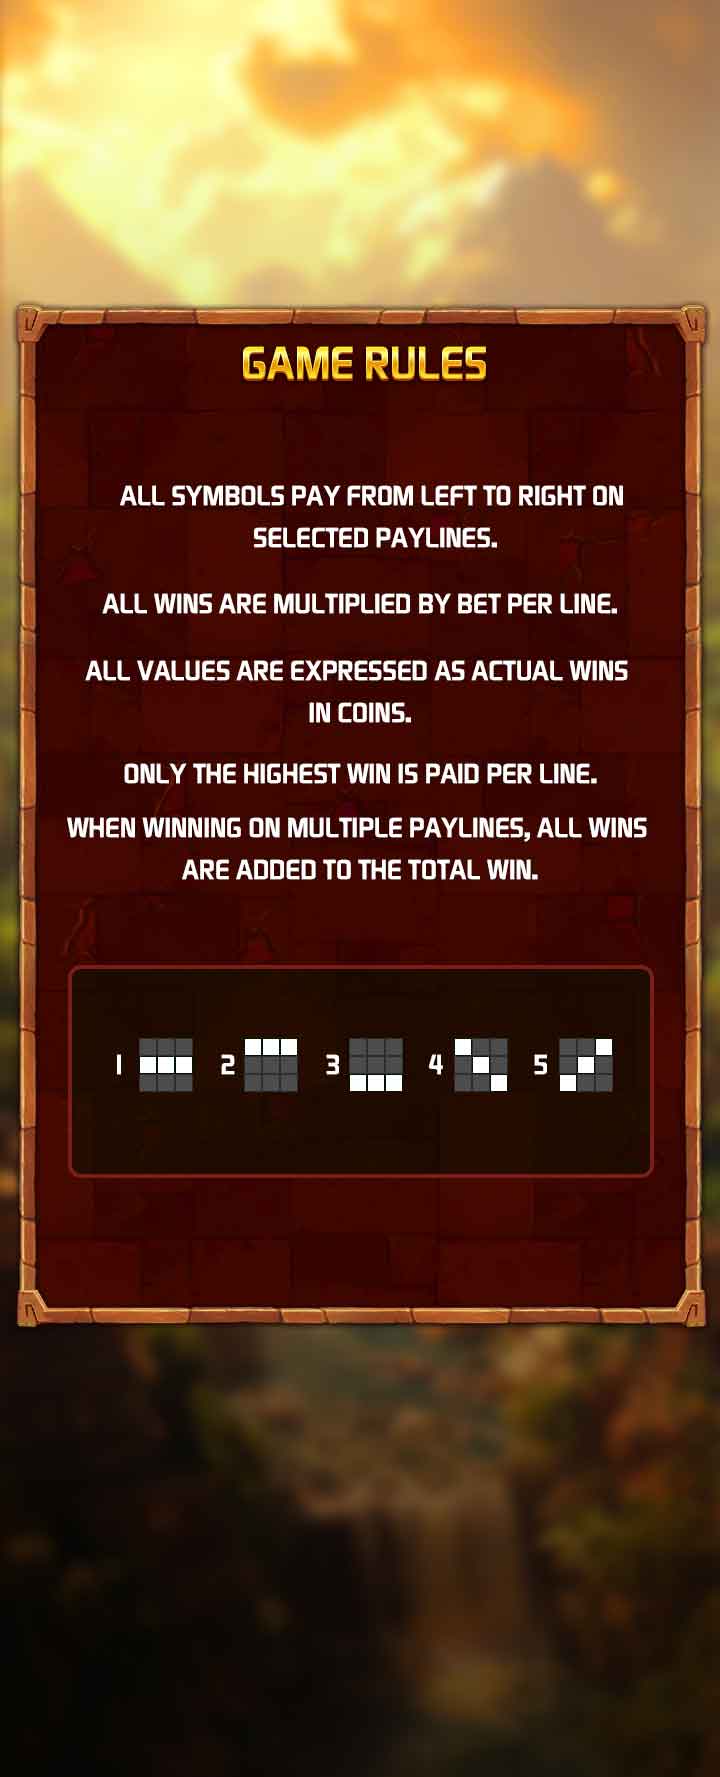 GAME RULES
ALL SYMBOLS PAY FROM LEFT TO RIGHT ON
SELECTED PAYLINES.
ALL WINS ARE MULTIPLIED BY BET PER LINE.
ALL VALUES ARE EXPRESSED AS ACTUAL WINS
IN COINS.
ONLY THE HIGHEST WIN IS PAID PER LINE.
WHEN WINNING ON MULTIPLE PAYLINES, ALL WINS
ARE ADDED TO THE TOTAL WIN.
1 2 3 4 5